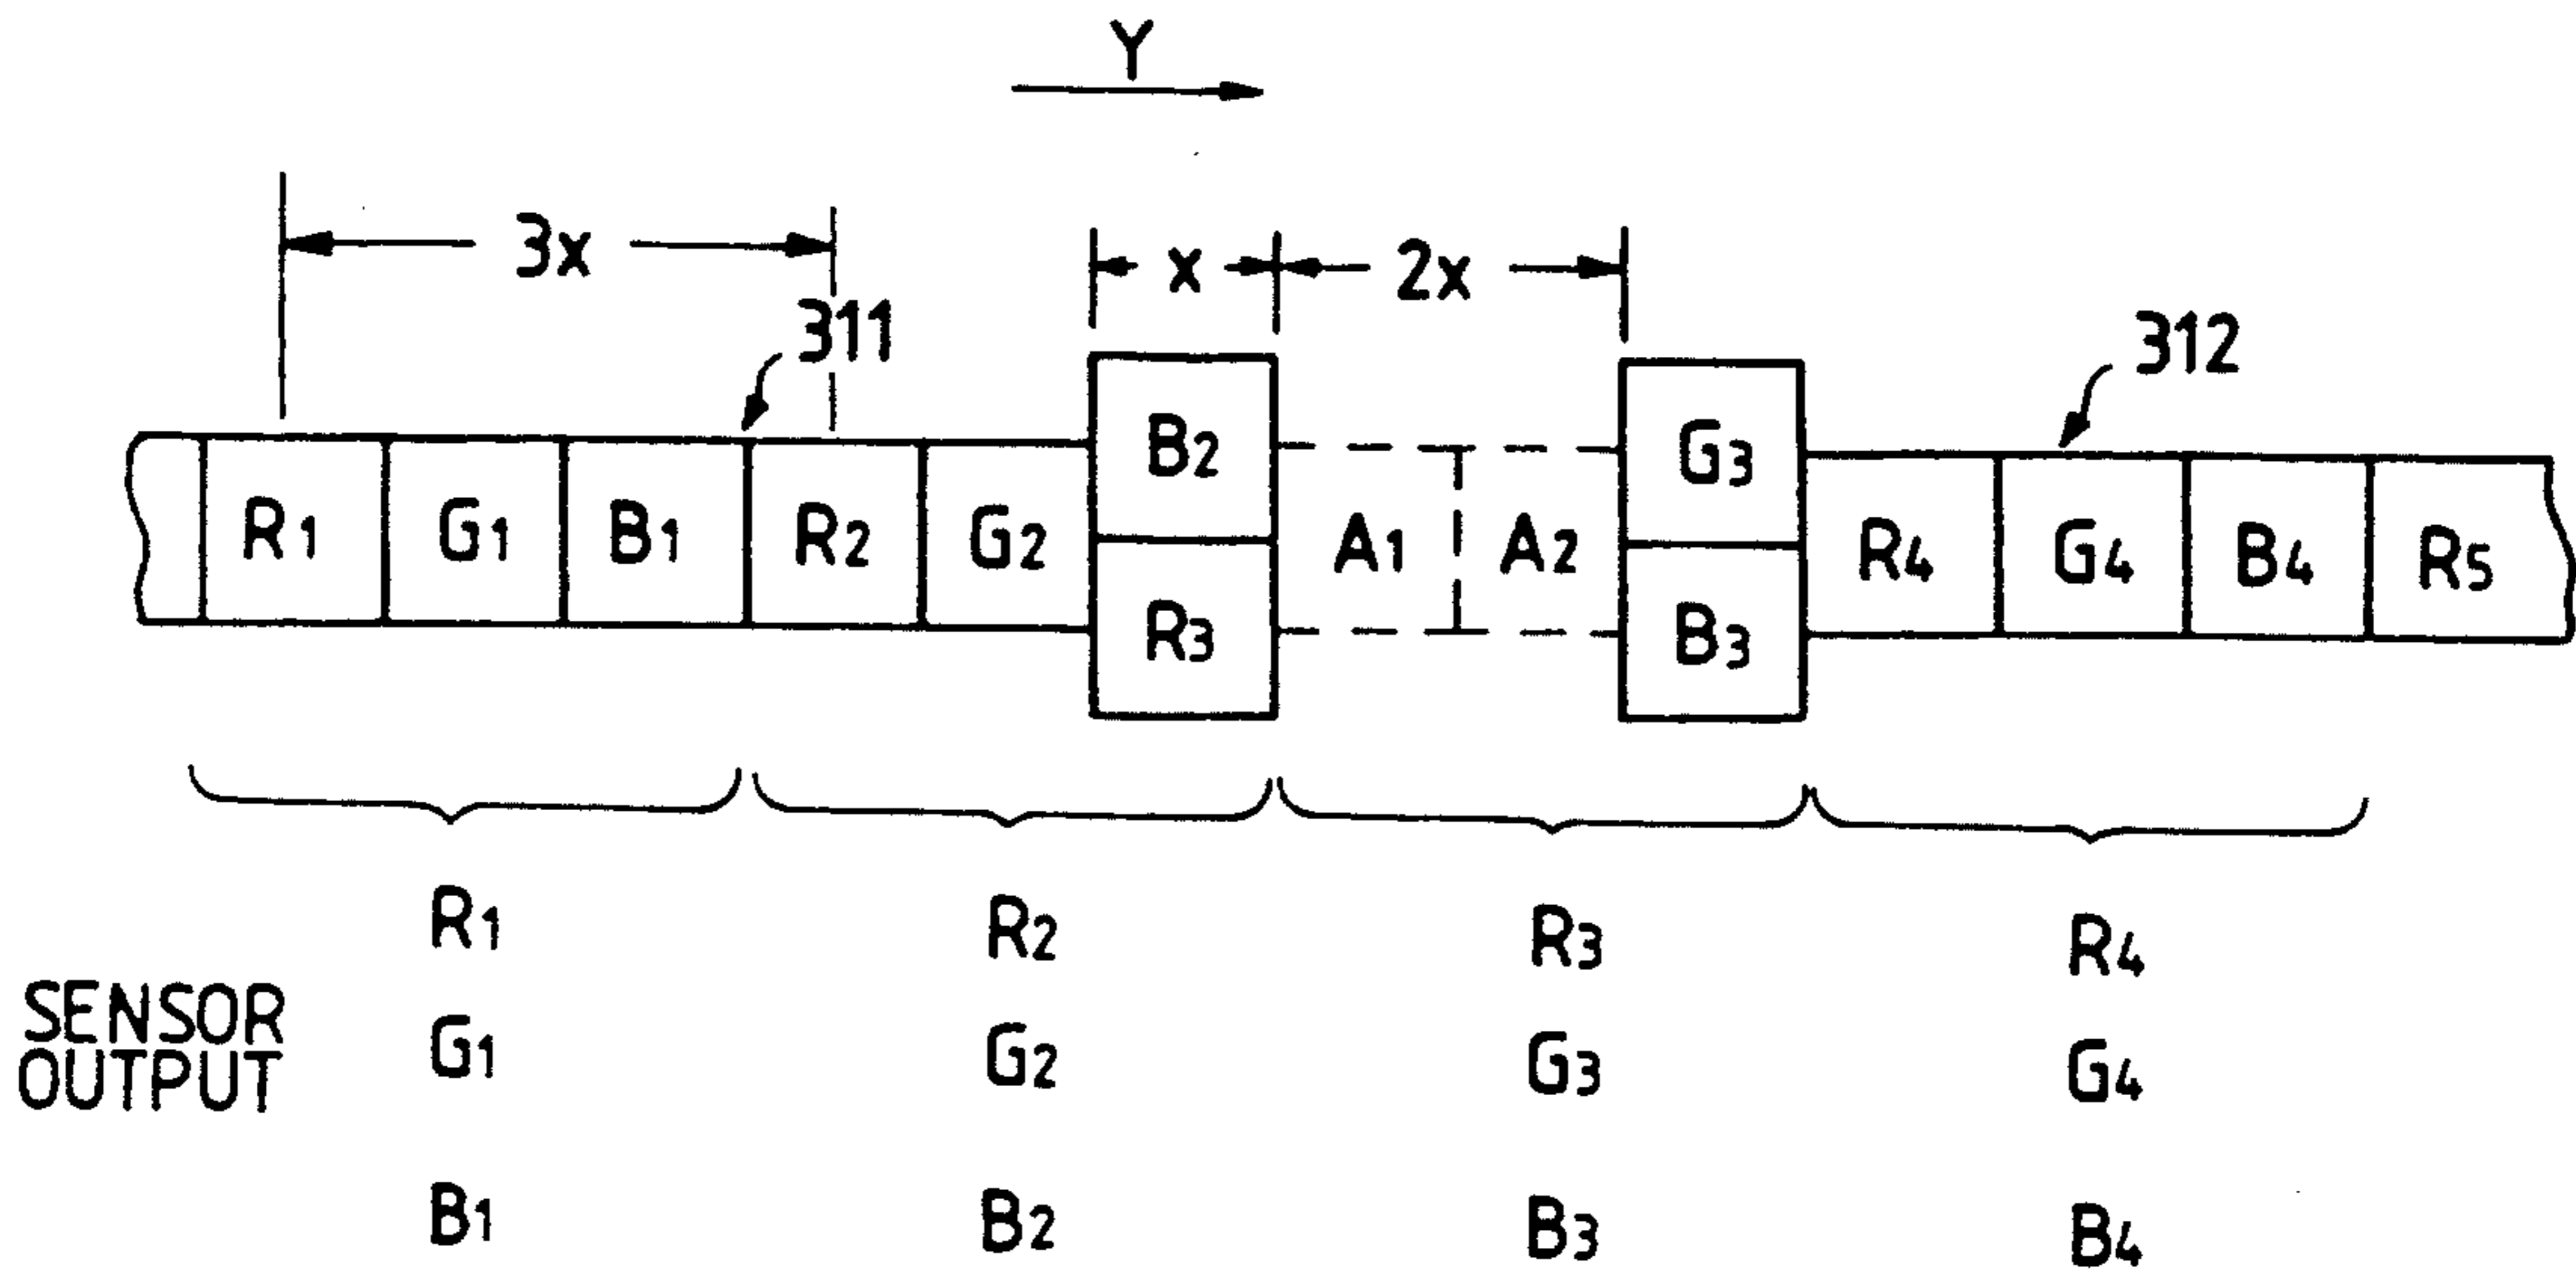 Y
3x
x
2x
311
312
B2
G3
R1 G1 B1 R2 G2 A1 A2 R4 G4 B4 R5
R3
B3
R1 R2 R3 R4
SENSOR
OUTPUT
G1 G2 G3 G4
B1 B2 B3 B4